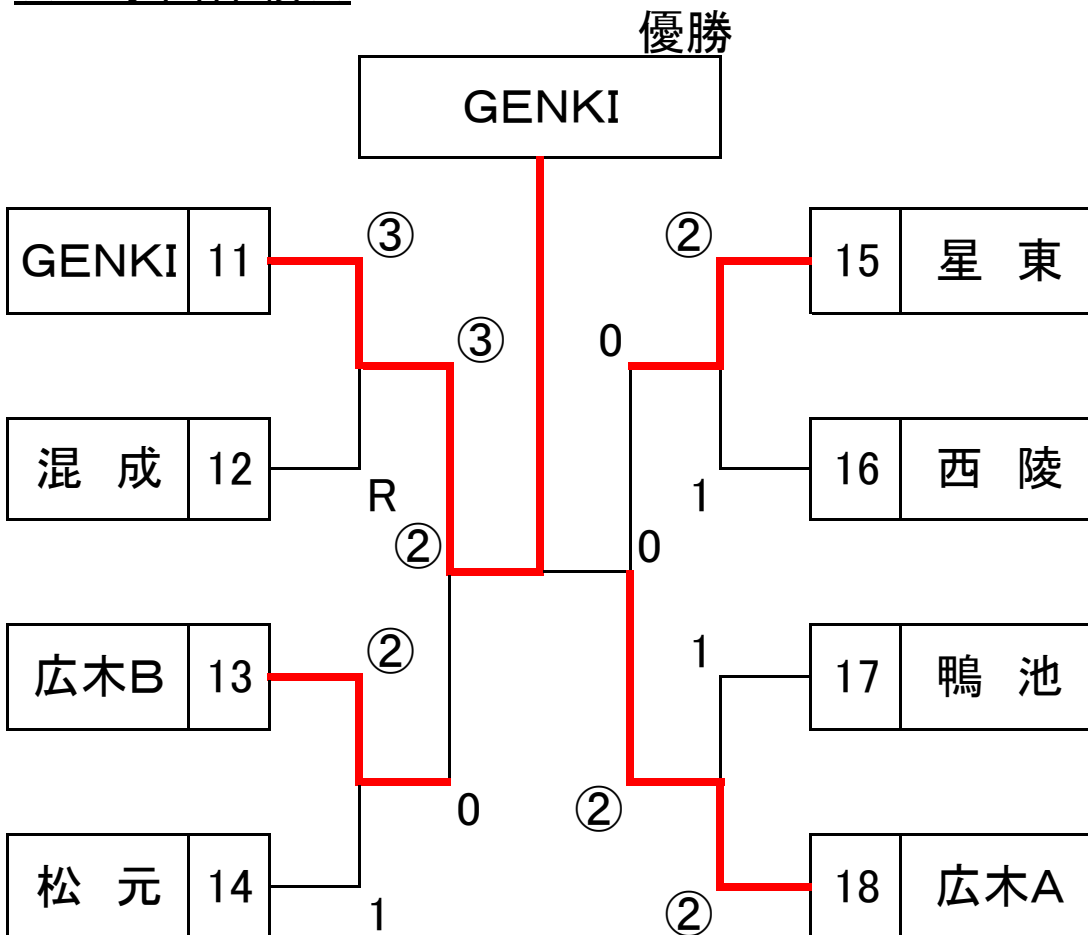 優勝
GENKI
GENKI 11 ③ ② 15 星 東
③ 0
混 成 12 R 1 16 西 陵
② 0
広木B 13 ② 1 17 鴨 池
0 ②
松 元 14 1 ② 18 広木A